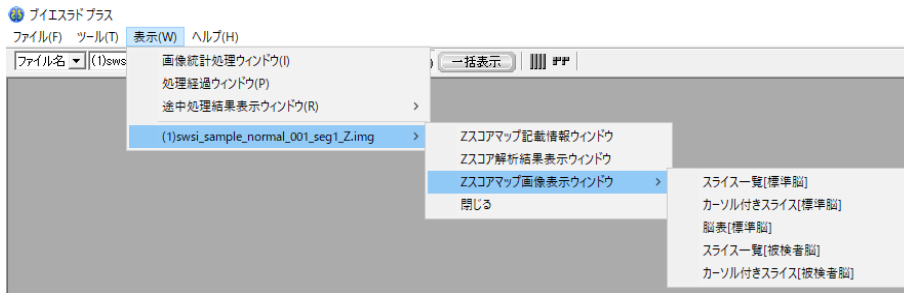 ブイエスラド プラス
ファイル(F) ツール(T) 表示(W) ヘルプ(H)
ファイル名 (1)sws 一括表示
画像統計処理ウィンドウ(I)
処理経過ウィンドウ(P)
途中処理結果表示ウィンドウ(R)
(1)swsi_sample_normal_001_seg1_Z.img
Zスコアマップ記載情報ウィンドウ
Zスコア解析結果表示ウィンドウ
Zスコアマップ画像表示ウィンドウ
閉じる
スライス一覧[標準脳]
カーソル付きスライス[標準脳]
脳表[標準脳]
スライス一覧[被検者脳]
カーソル付きスライス[被検者脳]